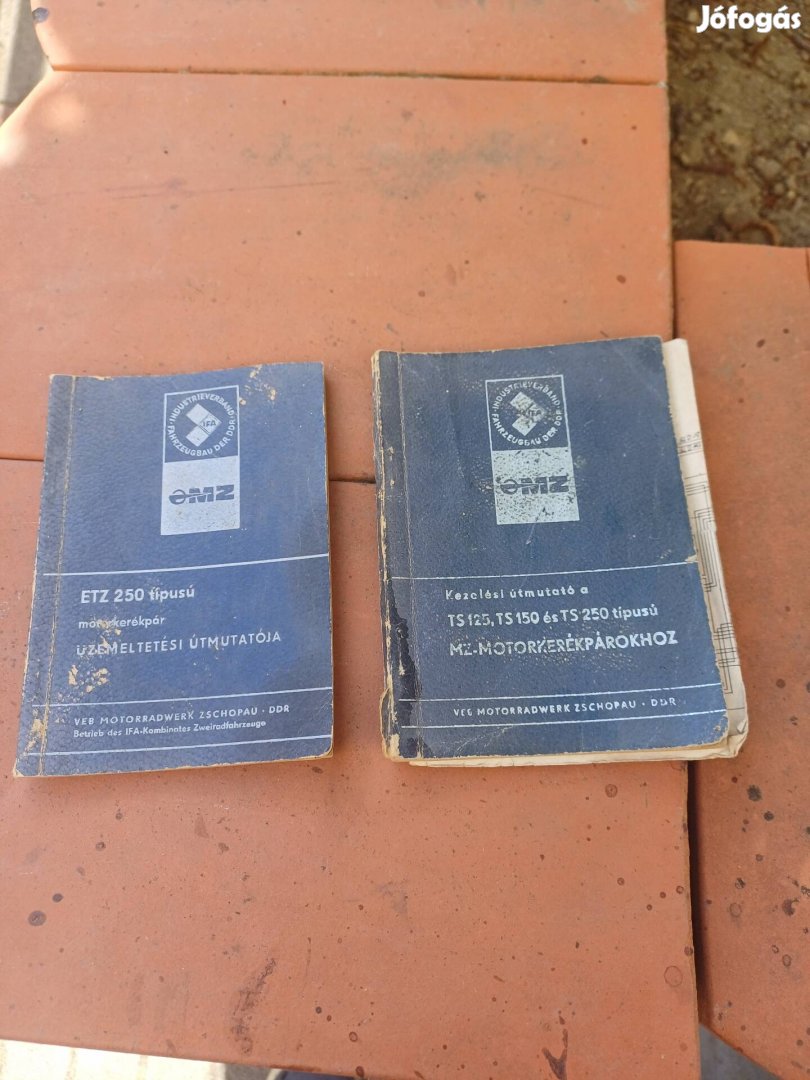 Jófogás
INDUSTRIEVERBAND
FAHRZEUGBAU DER DDR
IFA
MZ
ETZ 250 típusú
motorkerékpár
ÜZEMELTETÉSI ÚTMUTATÓJA
VEB MOTORRADWERK ZSCHOPAU · DDR
Betrieb des IFA-Kombinates Zweiradfahrzeuge
INDUSTRIEVERBAND
FAHRZEUGBAU DER DDR
IFA
MZ
Kezelési útmutató a
TS 125, TS 150 és TS 250 típusú
MZ-MOTORKERÉKPÁROKHOZ
VEB MOTORRADWERK ZSCHOPAU · DDR